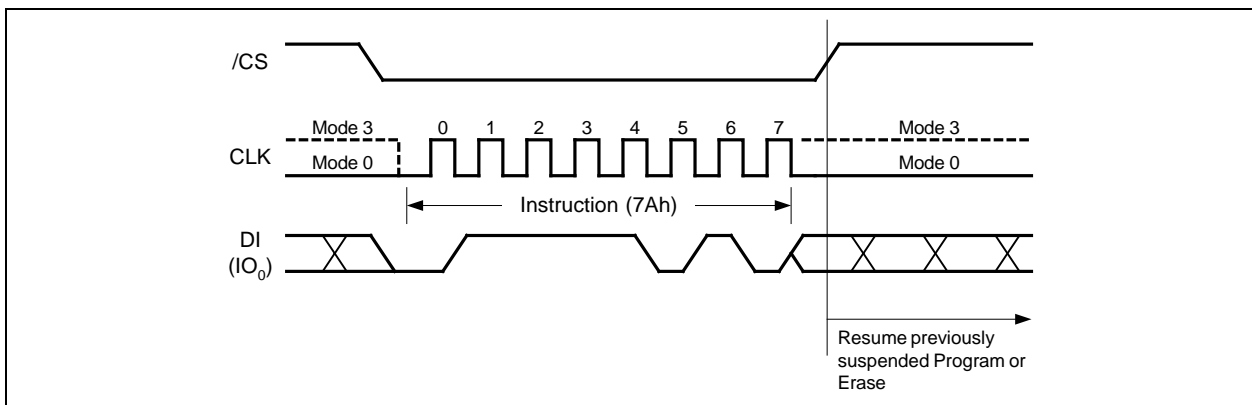 /CS
Mode 3
0 1 2 3 4 5 6 7
Mode 3
CLK
Mode 0
Mode 0
Instruction (7Ah)
DI
(IO0)
Resume previously
suspended Program or
Erase